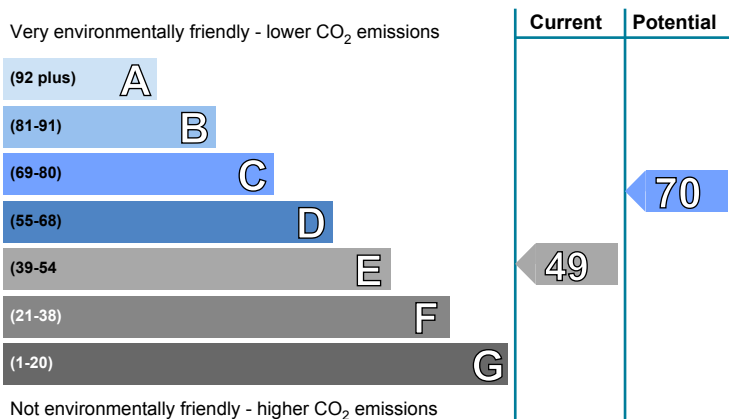 Current Potential
Very environmentally friendly - lower CO2 emissions
(92 plus) A
(81-91) B
(69-80) C
70
(55-68) D
(39-54 E
49
(21-38) F
(1-20) G
Not environmentally friendly - higher CO2 emissions